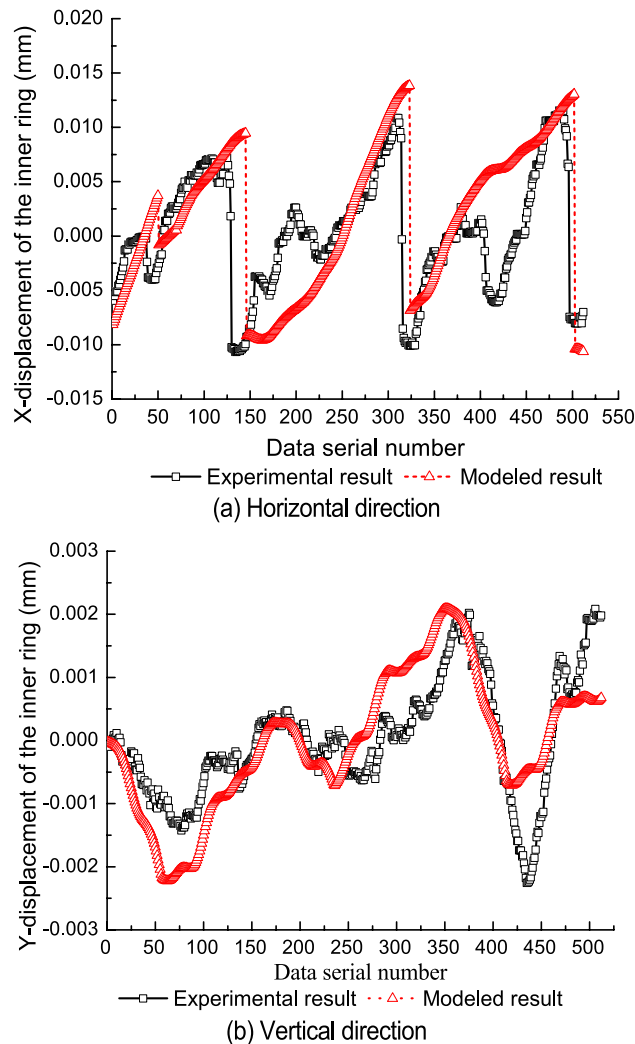 0.020
0.015
0.010
0.005
0.000
-0.005
-0.010
-0.015
X-displacement of the inner ring (mm)
0 50 100 150 200 250 300 350 400 450 500 550
Data serial number
Experimental result Modeled result
(a) Horizontal direction
0.003
0.002
0.001
0.000
-0.001
-0.002
-0.003
Y-displacement of the inner ring (mm)
0 50 100 150 200 250 300 350 400 450 500
Data serial number
Experimental result Modeled result
(b) Vertical direction